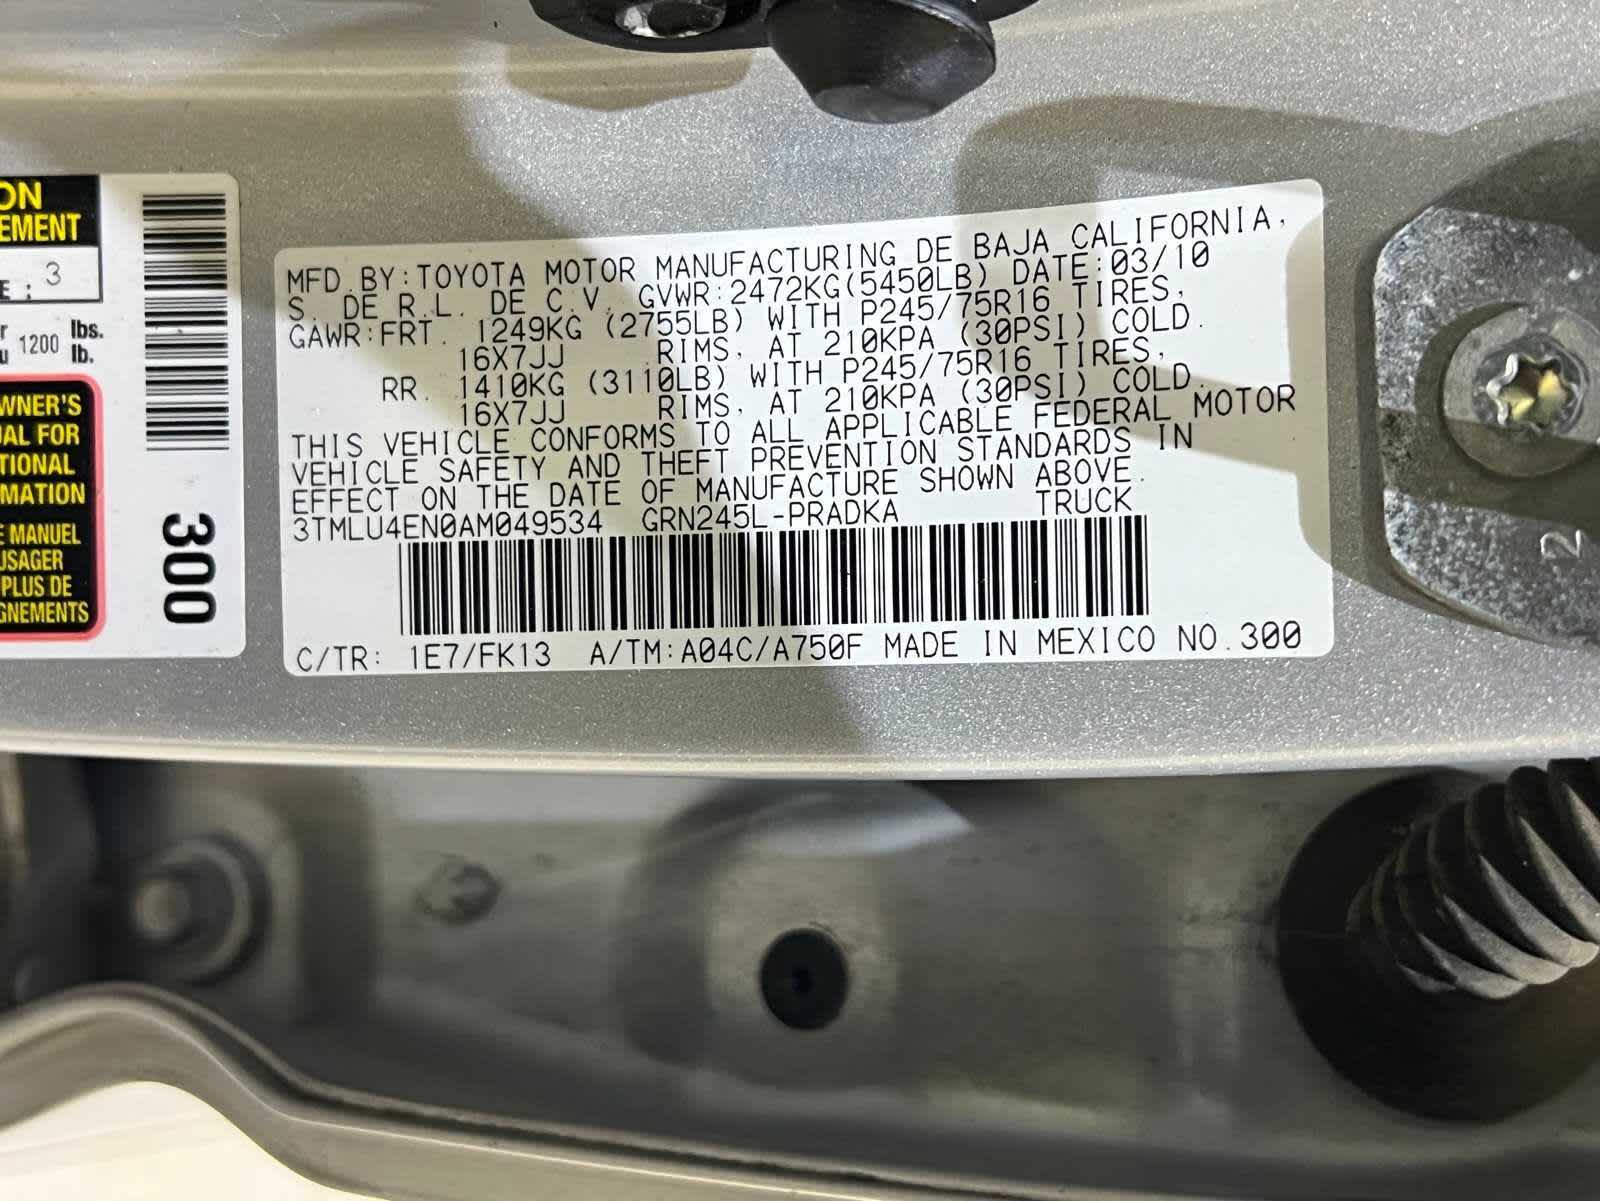 ON
EMENT
E : 3
r
u 1200 lbs.
lb.
WNER'S
UAL FOR
TIONAL
MATION
E MANUEL
USAGER
PLUS DE
GNEMENTS
300
MFD.BY:TOYOTA MOTOR MANUFACTURING DE BAJA CALIFORNIA,
S. DE R.L. DE C.V. GVWR:2472KG(5450LB) DATE:03/10
GAWR:FRT. 1249KG (2755LB) WITH P245/75R16 TIRES,
16X7JJ RIMS, AT 210KPA (30PSI) COLD.
RR. 1410KG (3110LB) WITH P245/75R16 TIRES,
16X7JJ RIMS, AT 210KPA (30PSI) COLD.
THIS VEHICLE CONFORMS TO ALL APPLICABLE FEDERAL MOTOR
VEHICLE SAFETY AND THEFT PREVENTION STANDARDS IN
EFFECT ON THE DATE OF MANUFACTURE SHOWN ABOVE.
3TMLU4EN0AM049534 GRN245L-PRADKA TRUCK
C/TR: 1E7/FK13 A/TM:A04C/A750F MADE IN MEXICO NO.300
2